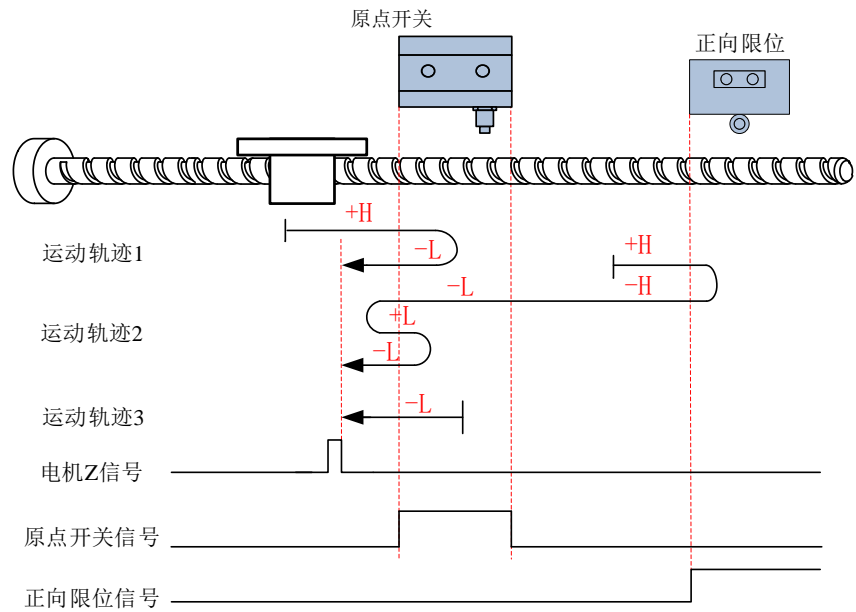 原点开关
正向限位
+H
运动轨迹1
-L
+H
-L
-H
+L
运动轨迹2
-L
运动轨迹3
-L
电机Z信号
原点开关信号
正向限位信号